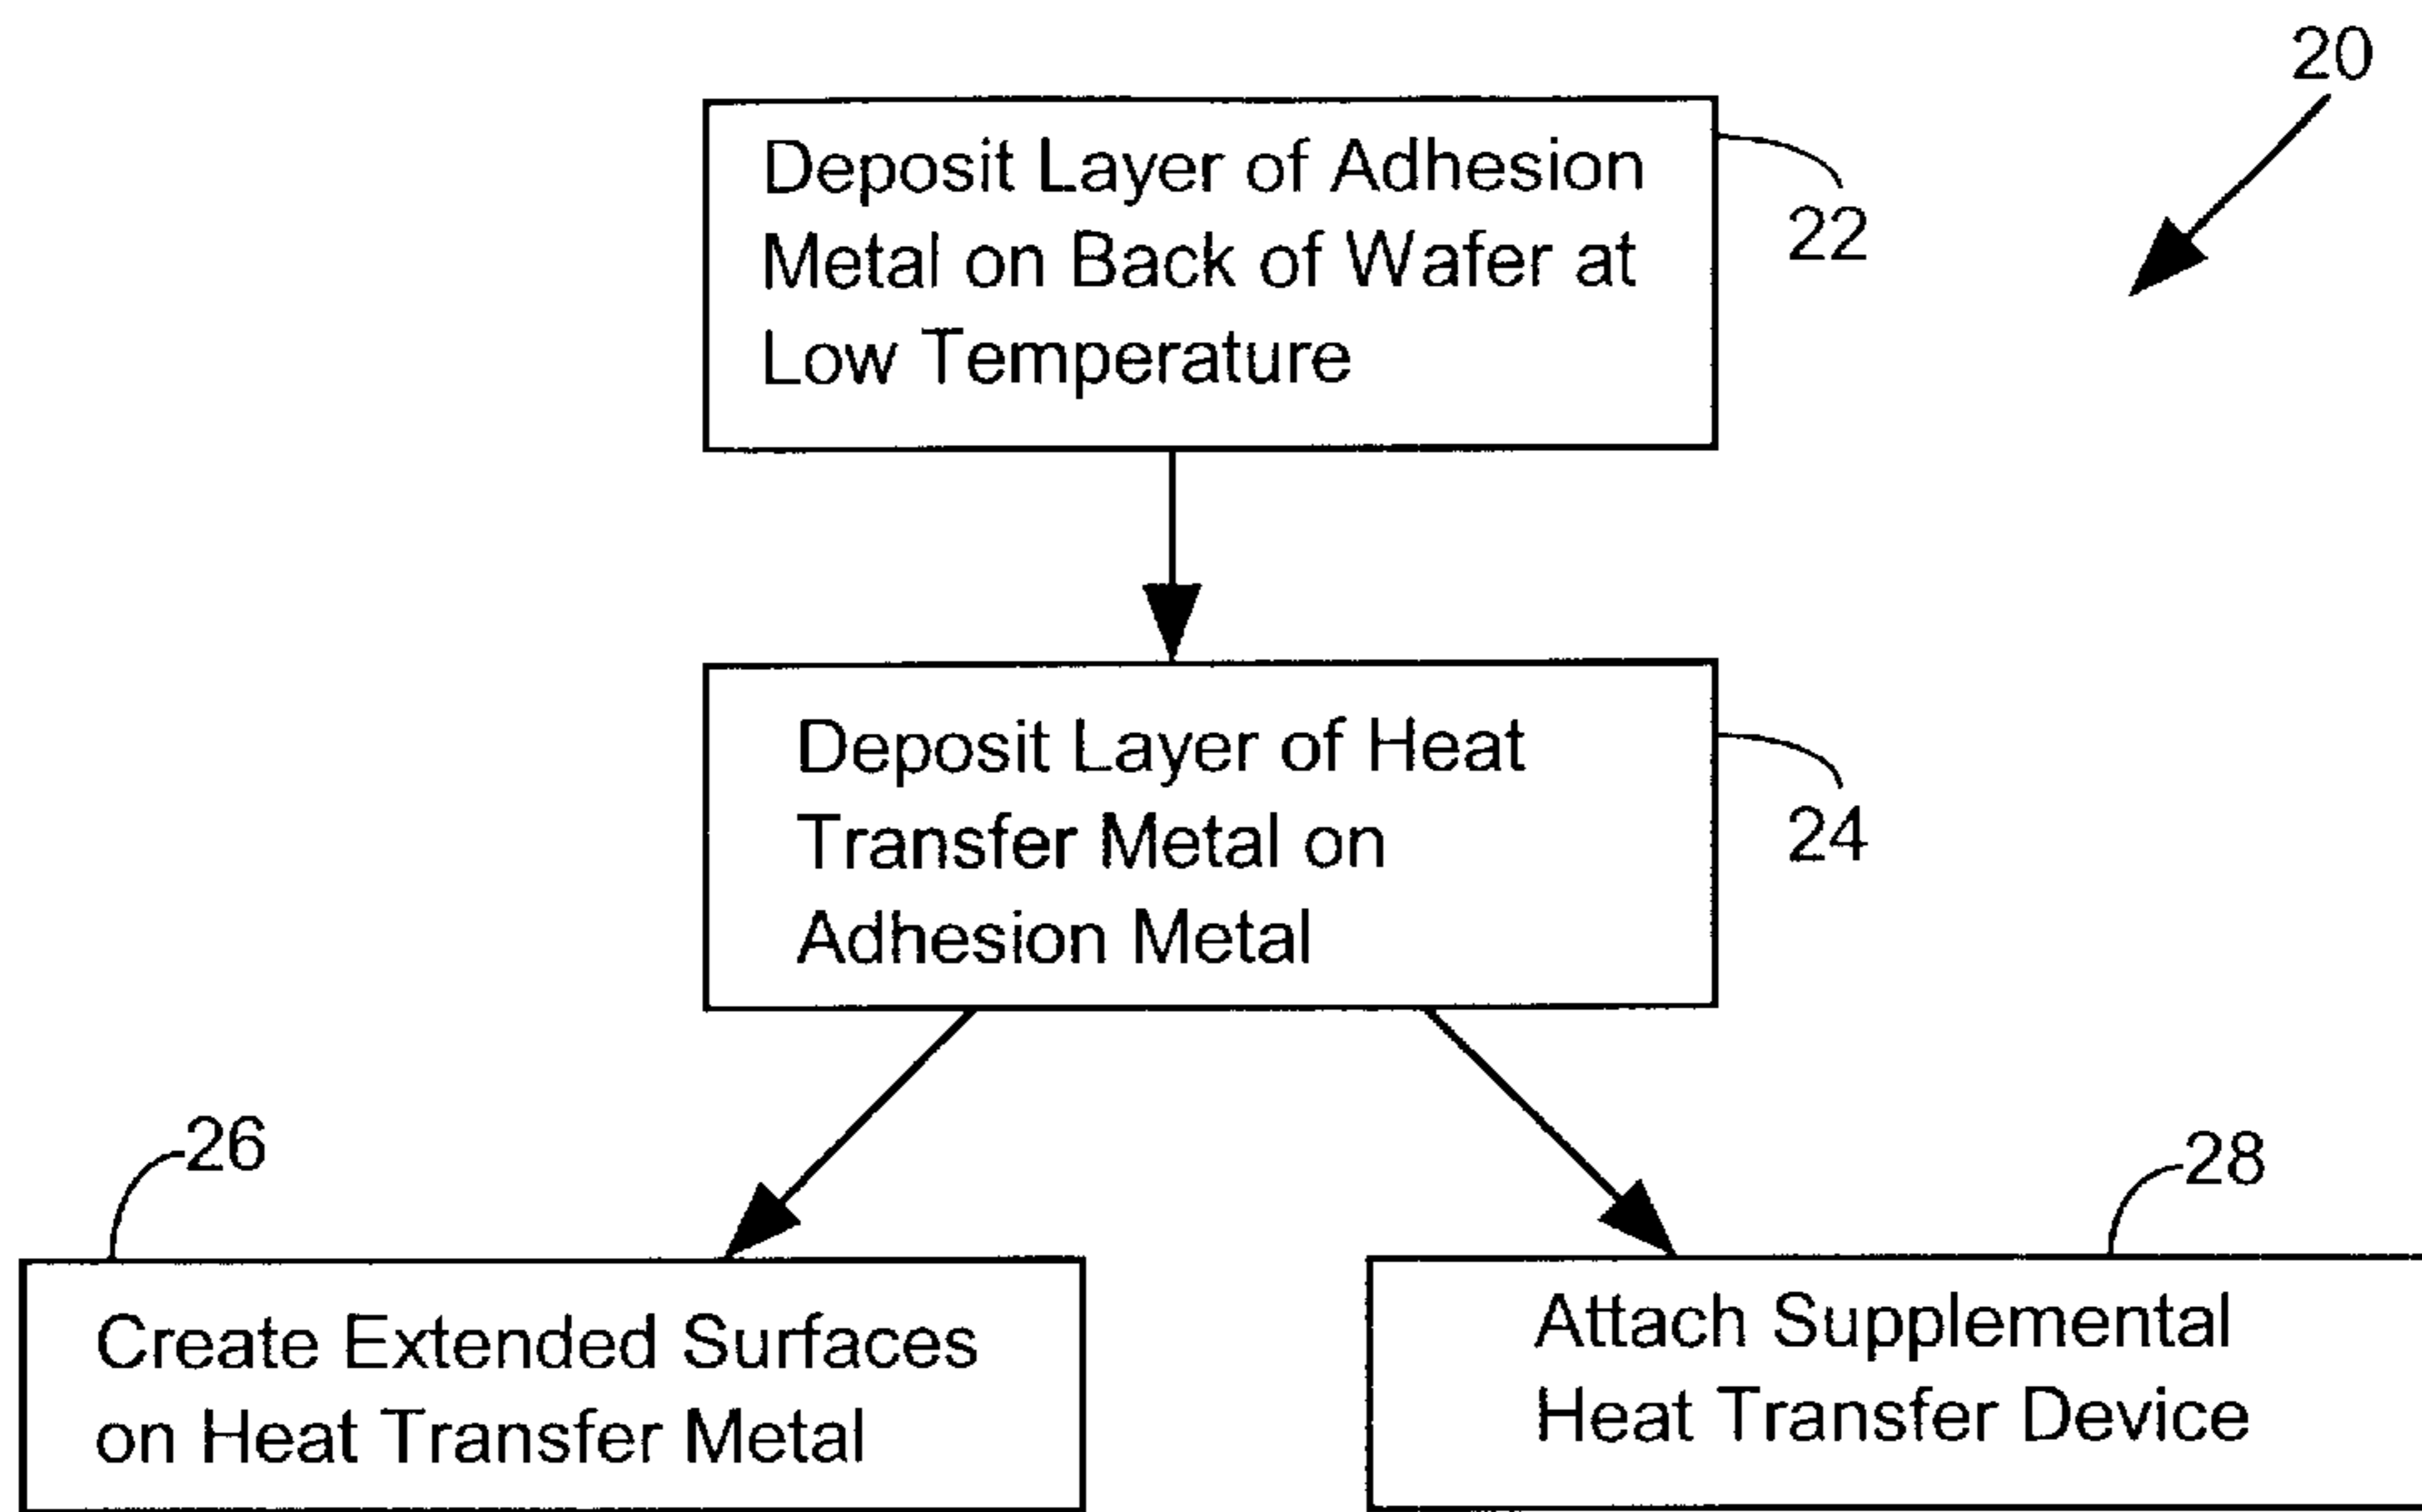 20
Deposit Layer of Adhesion
Metal on Back of Wafer at
Low Temperature
22
Deposit Layer of Heat
Transfer Metal on
Adhesion Metal
24
26
Create Extended Surfaces
on Heat Transfer Metal
28
Attach Supplemental
Heat Transfer Device